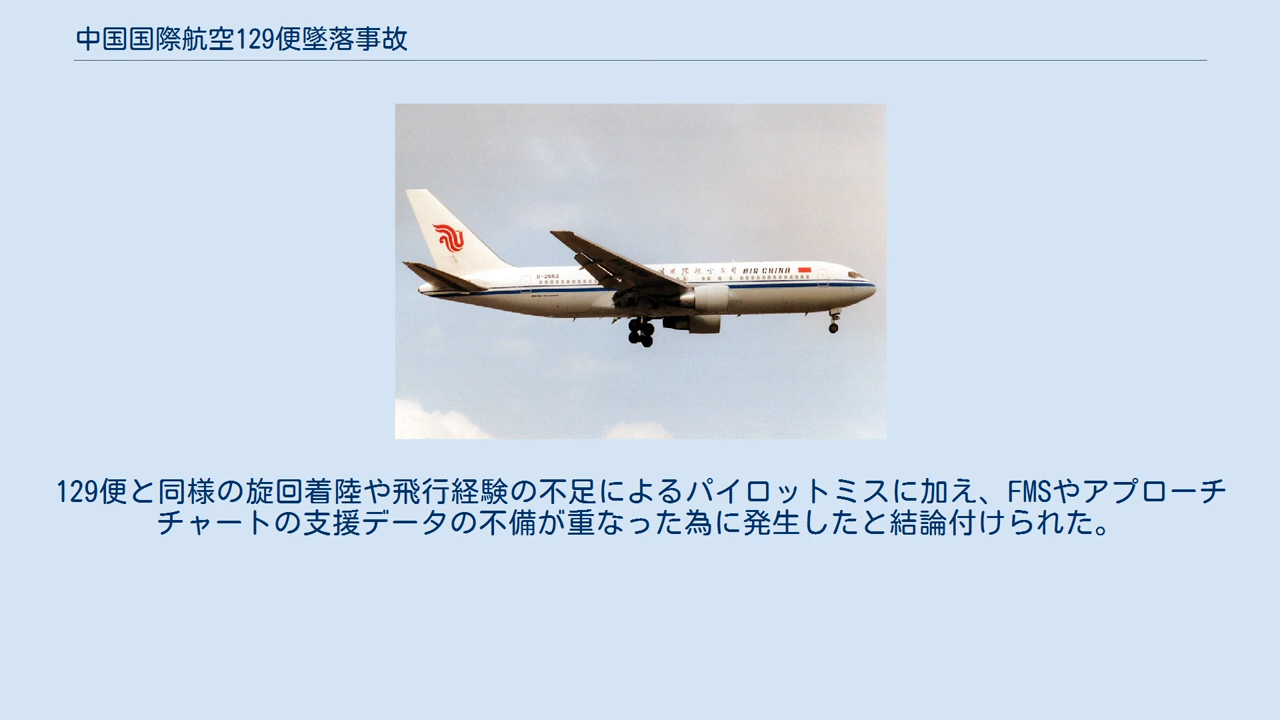 中国国際航空129便墜落事故
B-2552
AIR CHINA
129便と同様の旋回着陸や飛行経験の不足によるパイロットミスに加え、FMSやアプローチ
チャートの支援データの不備が重なった為に発生したと結論付けられた。